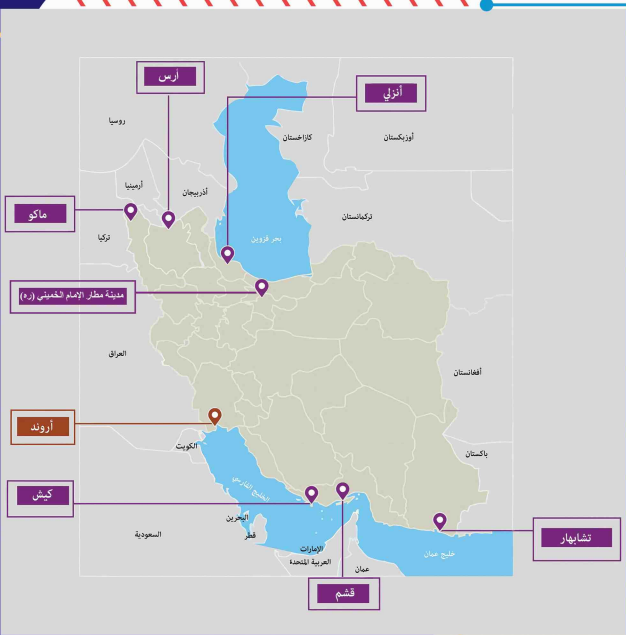 أرس
أنزلي
روسيا
كازاخستان
أوزبكستان
أرمينيا
أذربيجان
ماكو
تركمانستان
تركيا
بحر قزوين
مدينة مطار الإمام الخميني (ره)
العراق
أفغانستان
أروند
الكويت
باكستان
الخليج الفارسي
كيش
البحرين
قطر
السعودية
الإمارات
العربية المتحدة
خليج عمان
تشابهار
عمان
قشم